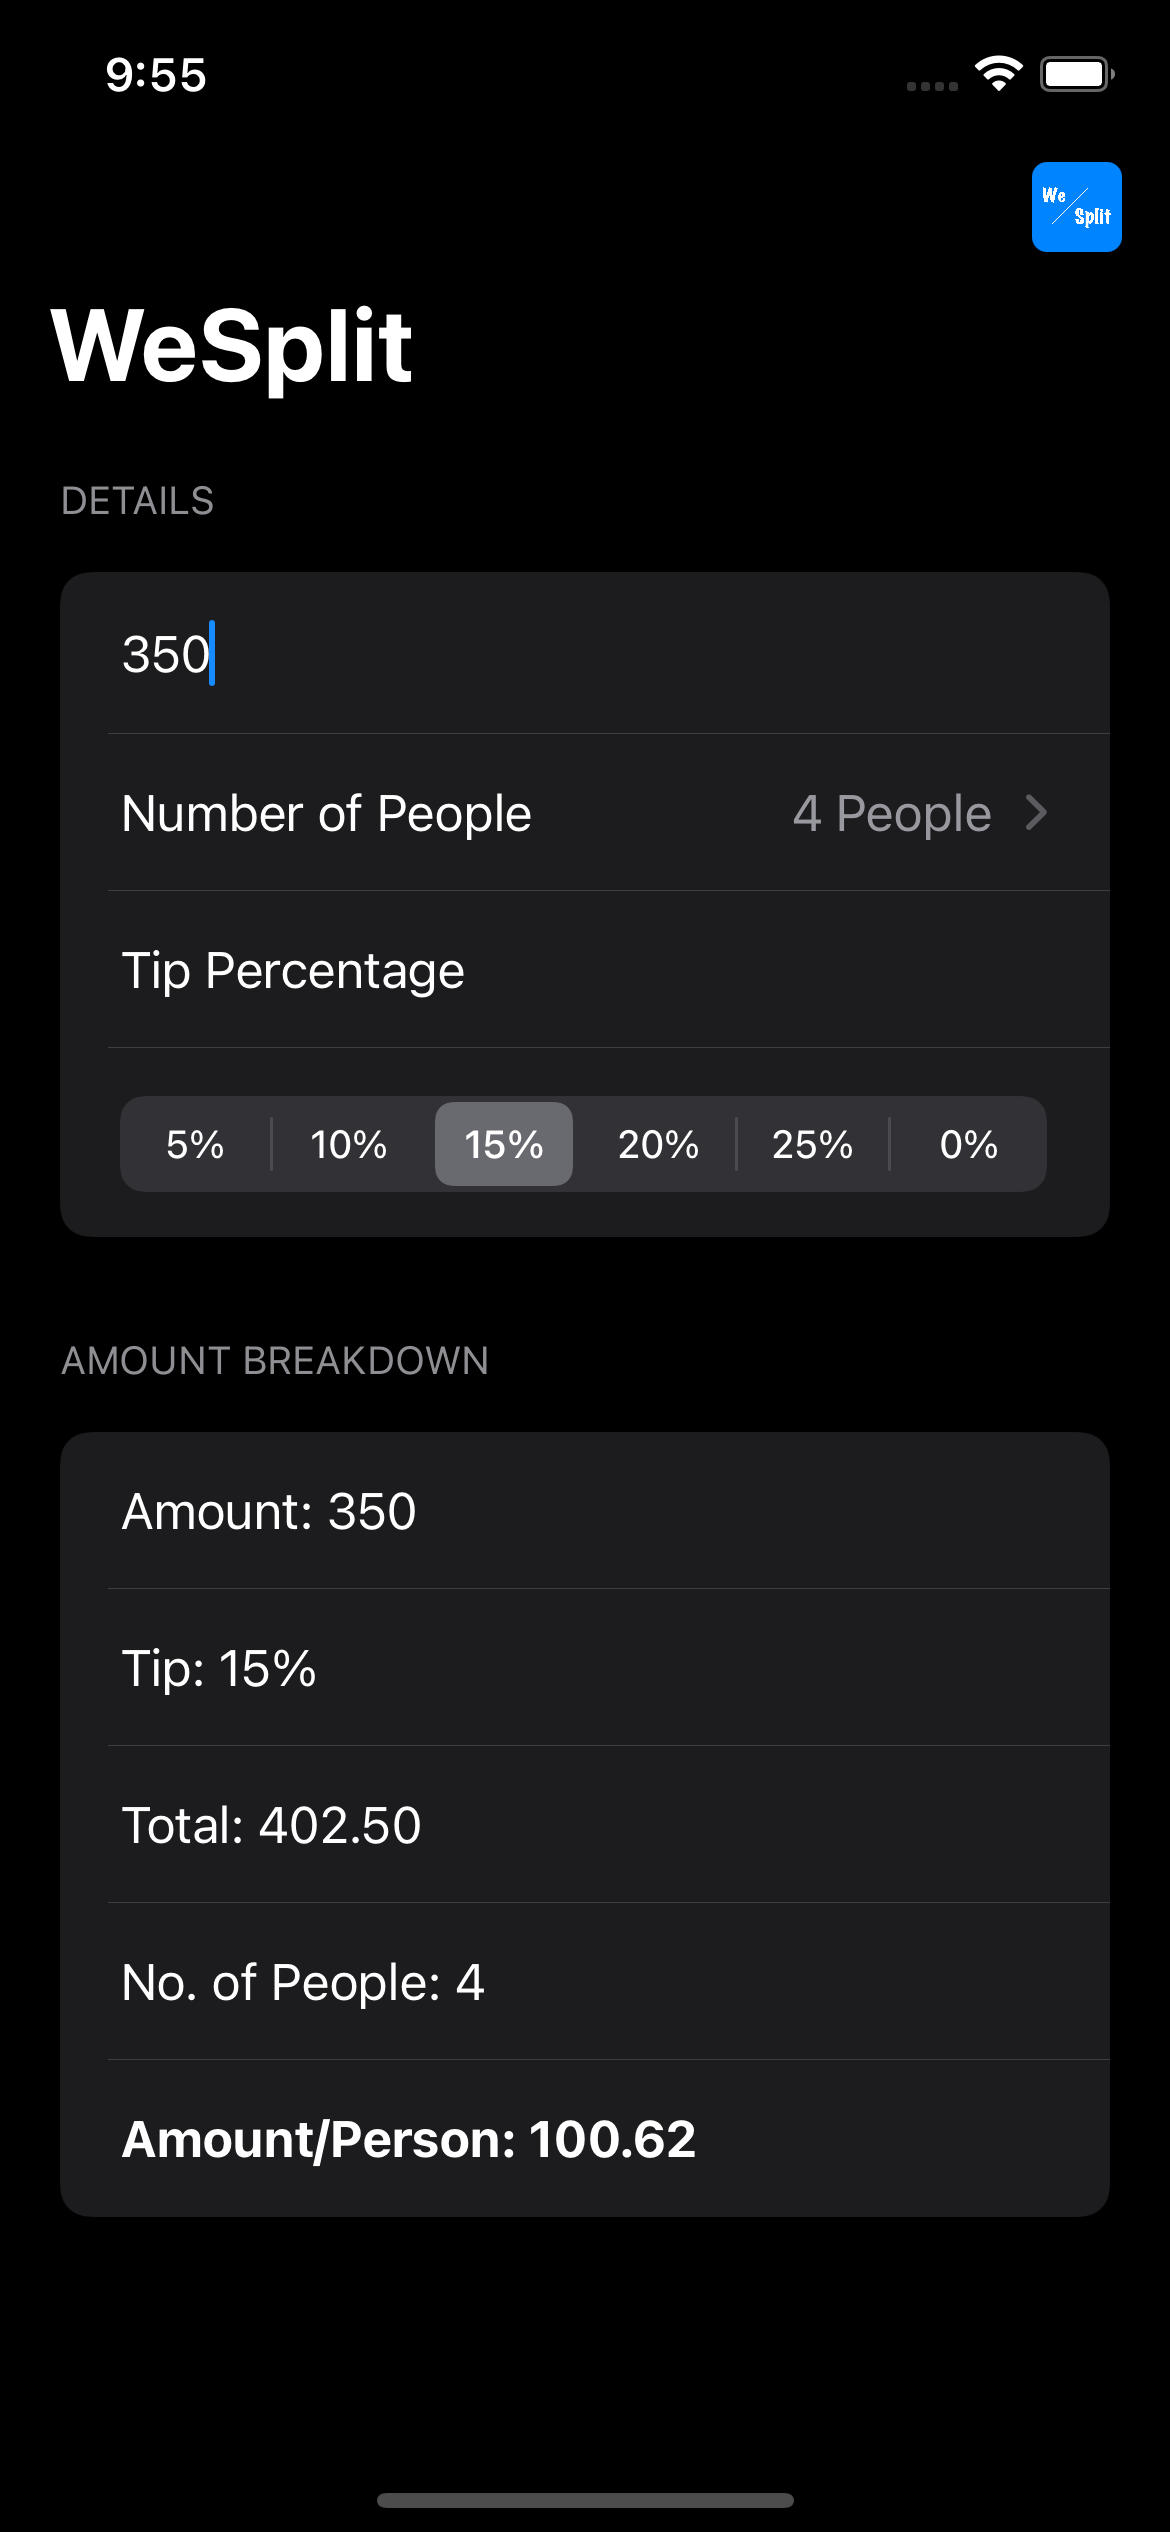 9:55
We
Split
WeSplit
DETAILS
350
Number of People 4 People
Tip Percentage
5% 10% 15% 20% 25% 0%
AMOUNT BREAKDOWN
Amount: 350
Tip: 15%
Total: 402.50
No. of People: 4
Amount/Person: 100.62